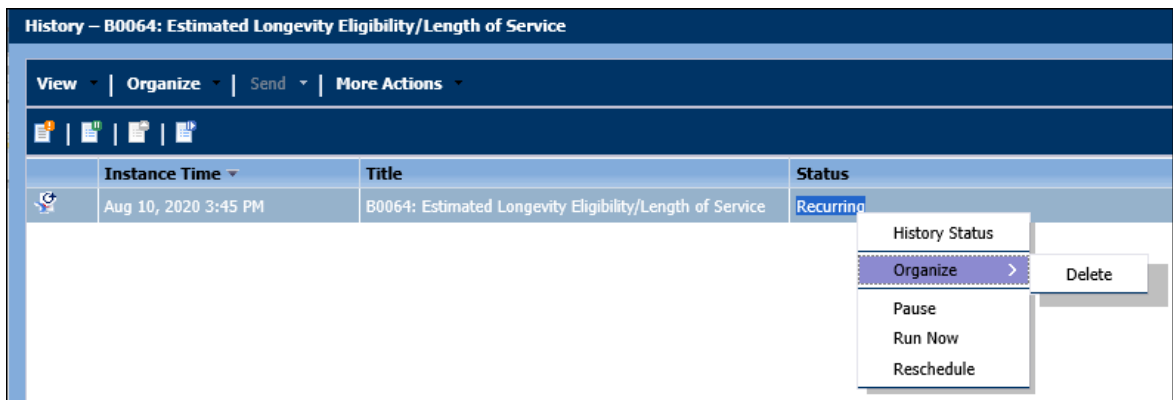 History – B0064: Estimated Longevity Eligibility/Length of Service
View | Organize | Send | More Actions
Instance Time Title Status
Aug 10, 2020 3:45 PM B0064: Estimated Longevity Eligibility/Length of Service Recurring
History Status
Organize > Delete
Pause
Run Now
Reschedule